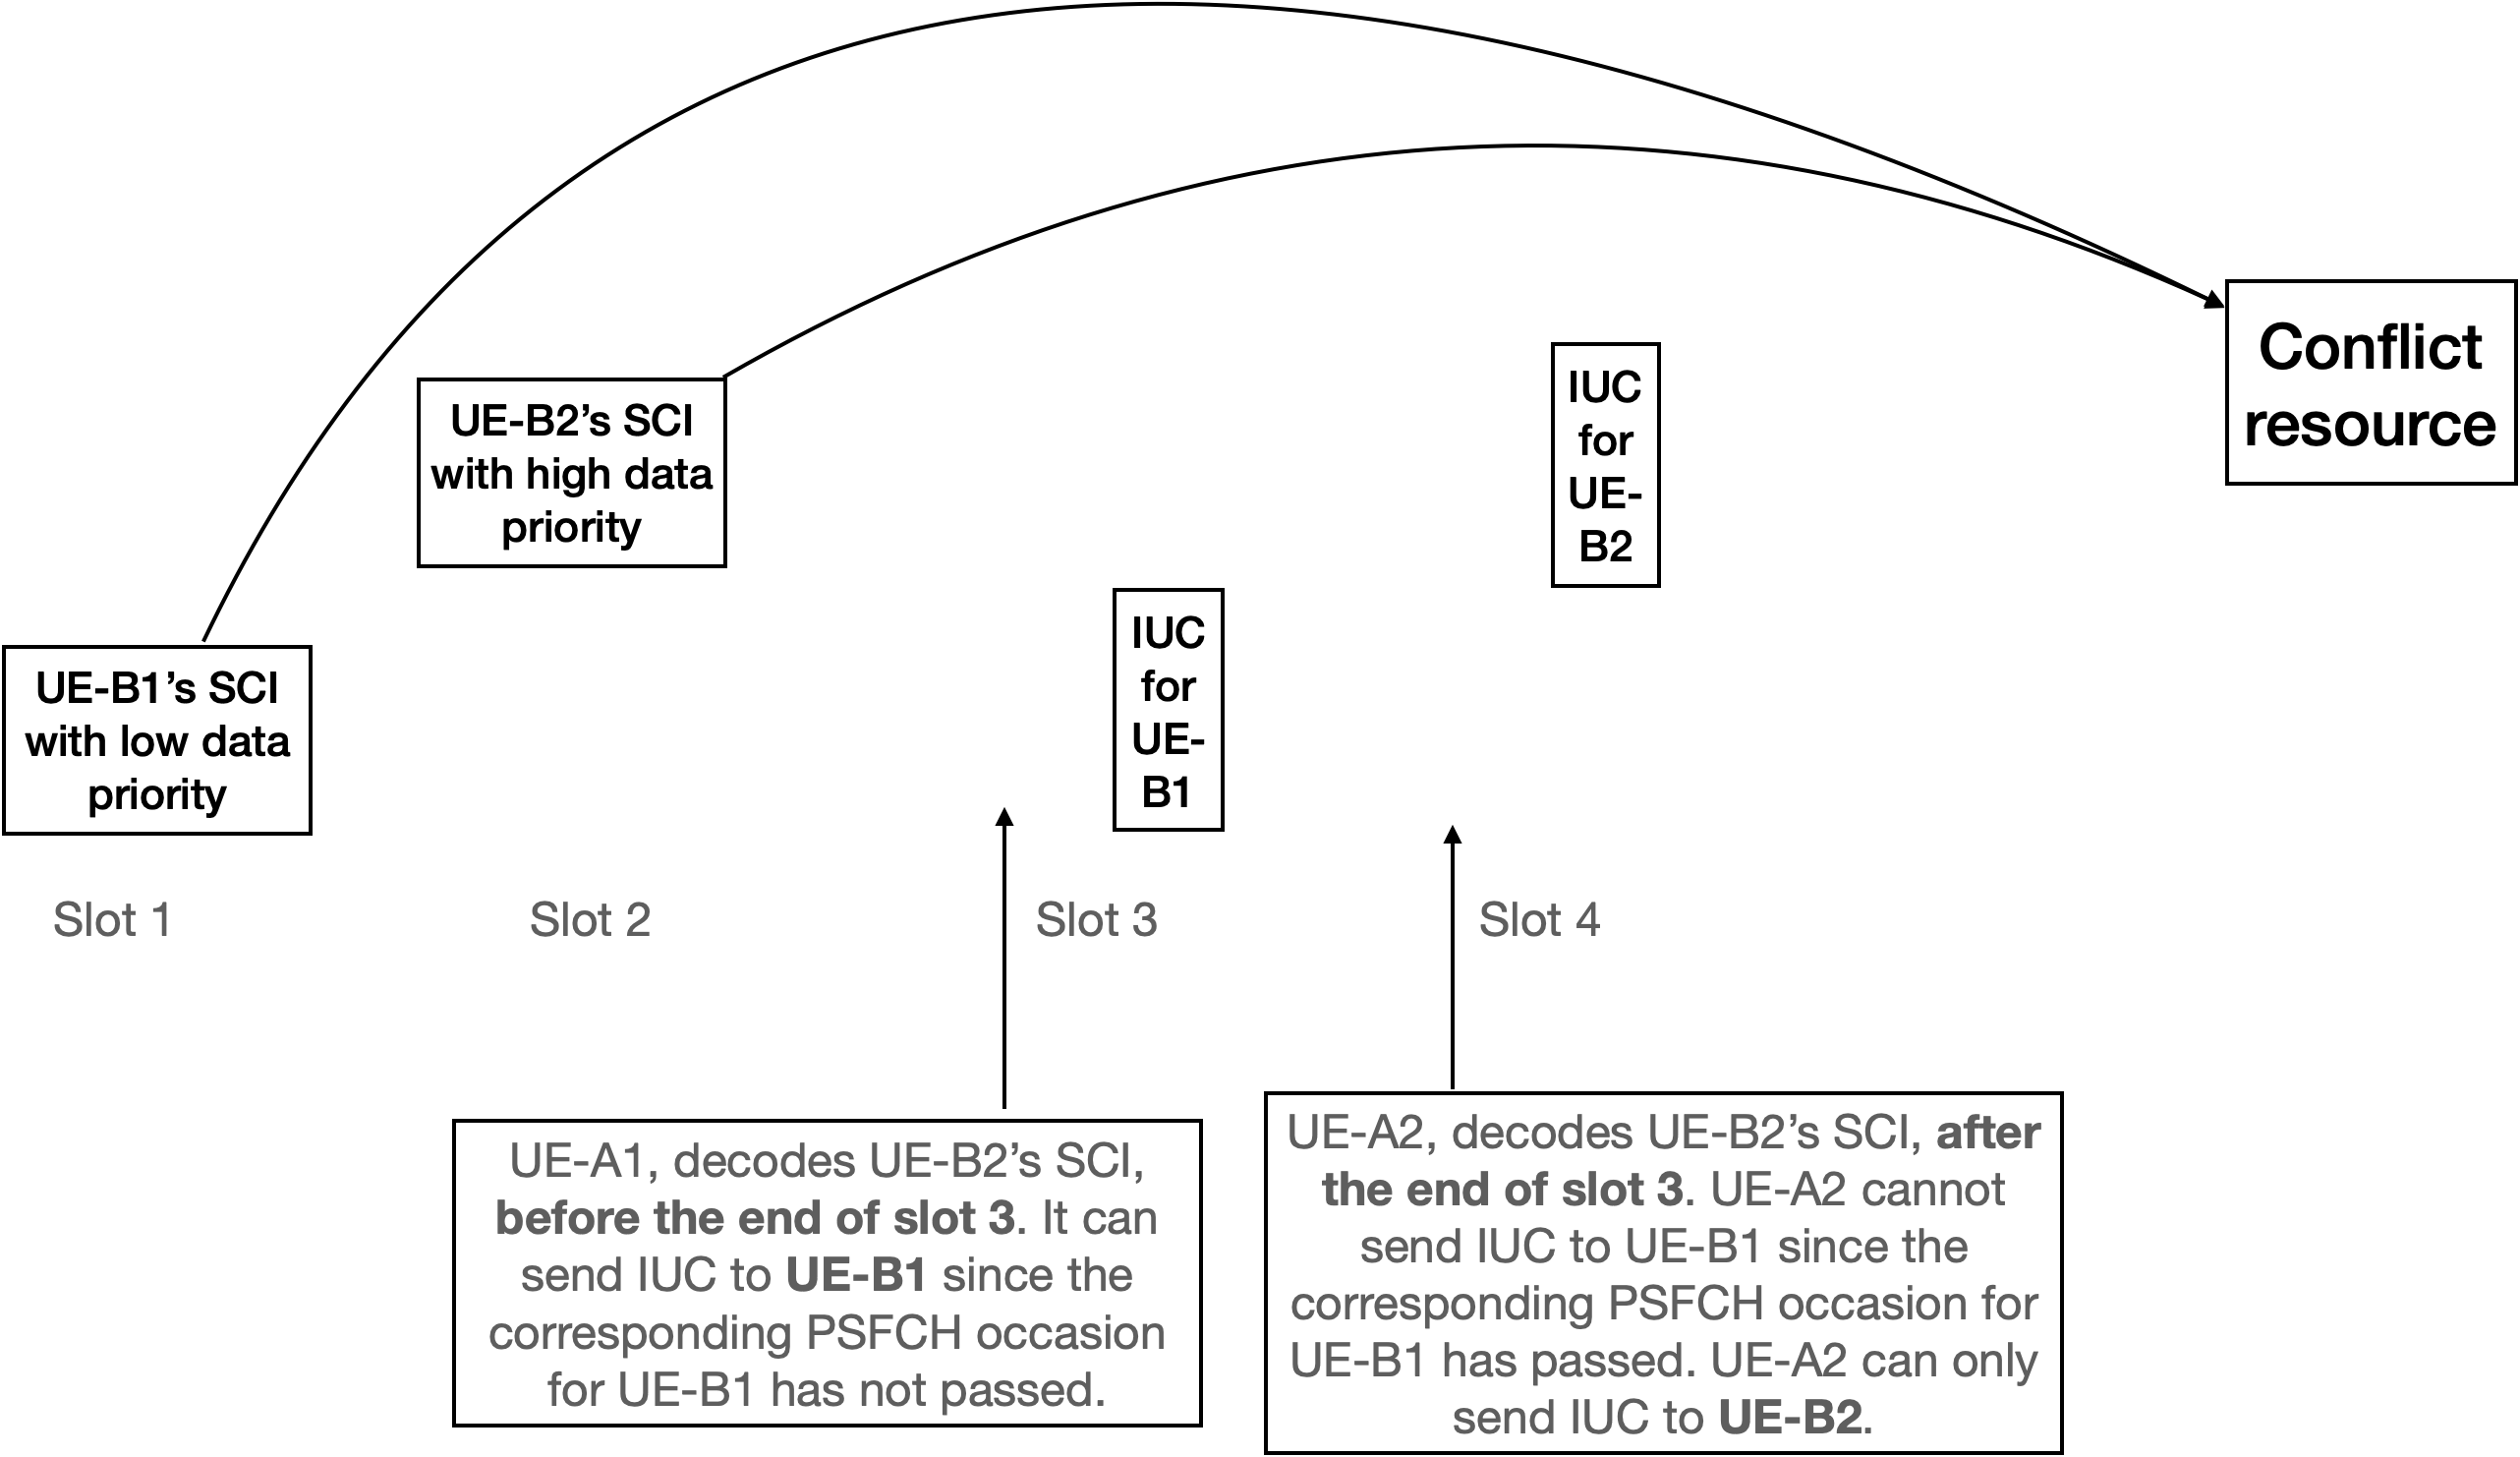 Conflict
resource
UE-B2’s SCI
with high data
priority
IUC
for
UE-
B2
UE-B1’s SCI
with low data
priority
IUC
for
UE-
B1
Slot 1
Slot 2
Slot 3
Slot 4
UE-A1, decodes UE-B2’s SCI,
before the end of slot 3. It can
send IUC to UE-B1 since the
corresponding PSFCH occasion
for UE-B1 has not passed.
UE-A2, decodes UE-B2’s SCI, after
the end of slot 3. UE-A2 cannot
send IUC to UE-B1 since the
corresponding PSFCH occasion for
UE-B1 has passed. UE-A2 can only
send IUC to UE-B2.